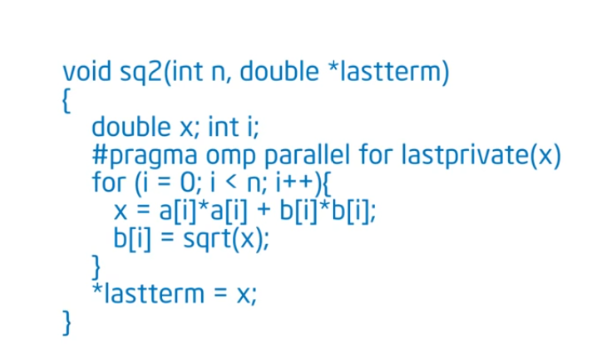 void sq2(int n, double *lastterm)
{
double x; int i;
#pragma omp parallel for lastprivate(x)
for (i = 0; i < n; i++){
x = a[i]*a[i] + b[i]*b[i];
b[i] = sqrt(x);
}
*lastterm = x;
}